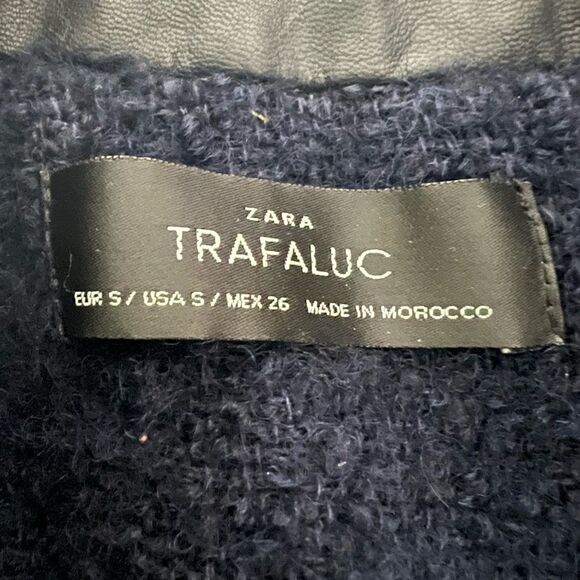 ZARA
TRAFALUC
EUR S / USA S / MEX 26 MADE IN MOROCCO